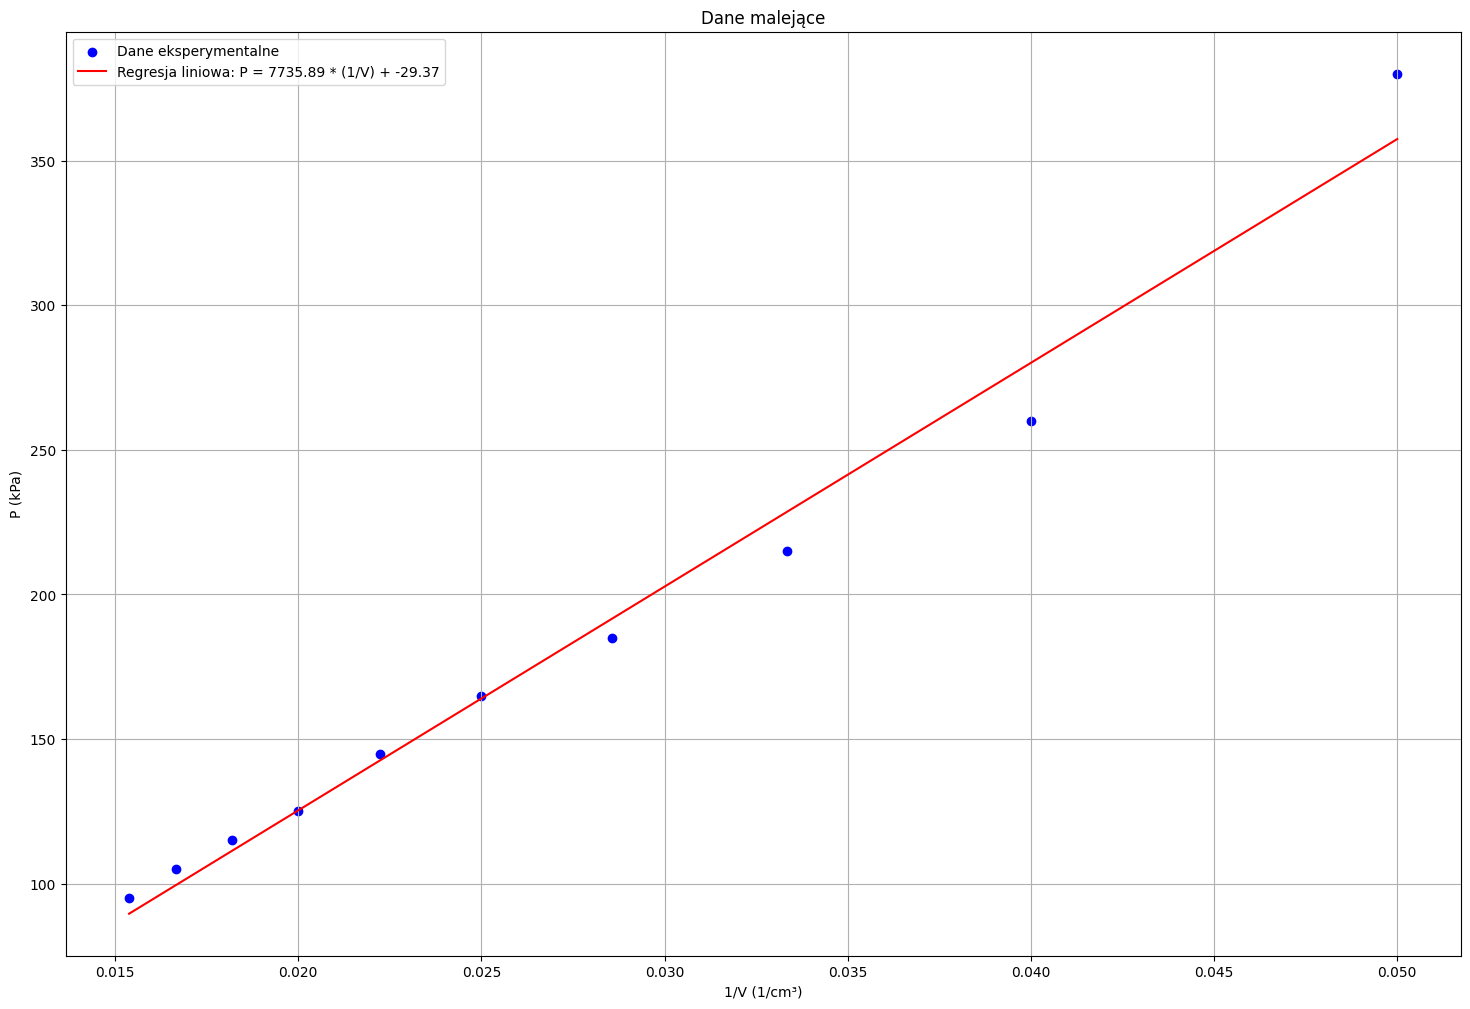 Dane malejące
Dane eksperymentalne
Regresja liniowa: P = 7735.89 * (1/V) + -29.37
350
300
250
200
150
100
P (kPa)
0.015 0.020 0.025 0.030 0.035 0.040 0.045 0.050
1/V (1/cm³)